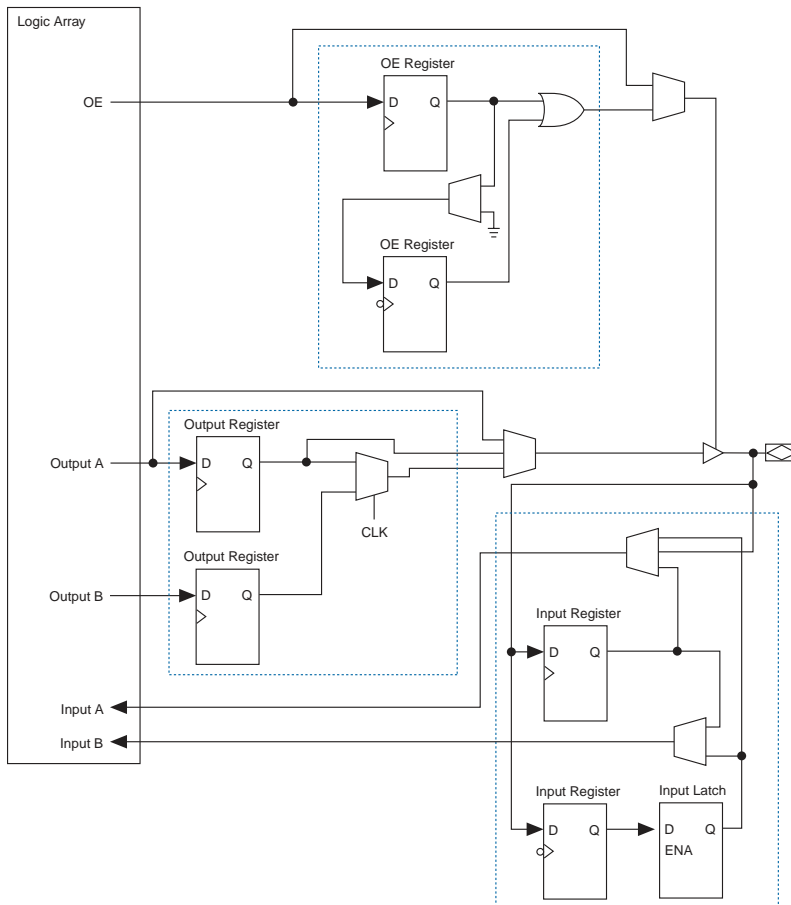 Logic Array
OE Register
OE
D Q
OE Register
D Q
Output Register
Output A
D Q
CLK
Output Register
Output B
D Q
Input Register
D Q
Input A
Input B
Input Register
Input Latch
D Q
D Q
ENA